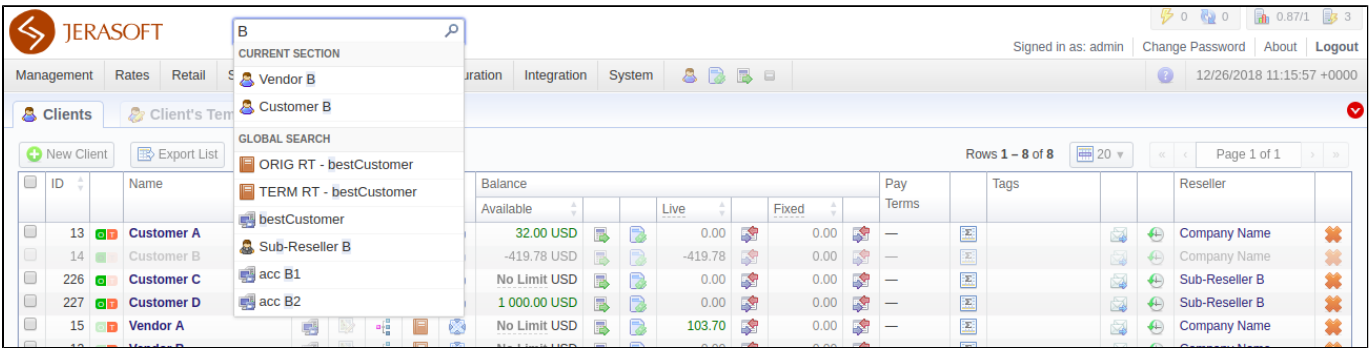 JERASOFT
B
0 0 0.87/1 3
Signed in as: admin Change Password About Logout
CURRENT SECTION
Vendor B
Customer B
GLOBAL SEARCH
ORIG RT - bestCustomer
TERM RT - bestCustomer
bestCustomer
Sub-Reseller B
acc B1
acc B2
Management Rates Retail Integration System 12/26/2018 11:15:57 +0000
Clients Client's
New Client Export List Rows 1 – 8 of 8 20 Page 1 of 1
ID Name Balance Pay Terms Tags Reseller
Available Live Fixed
13 OT Customer A 32.00 USD 0.00 0.00 — Company Name
14 Customer B -419.78 USD -419.78 0.00 — Company Name
226 OT Customer C No Limit USD 0.00 0.00 — Sub-Reseller B
227 OT Customer D 1 000.00 USD 0.00 0.00 — Sub-Reseller B
15 OT Vendor A No Limit USD 103.70 0.00 — Company Name